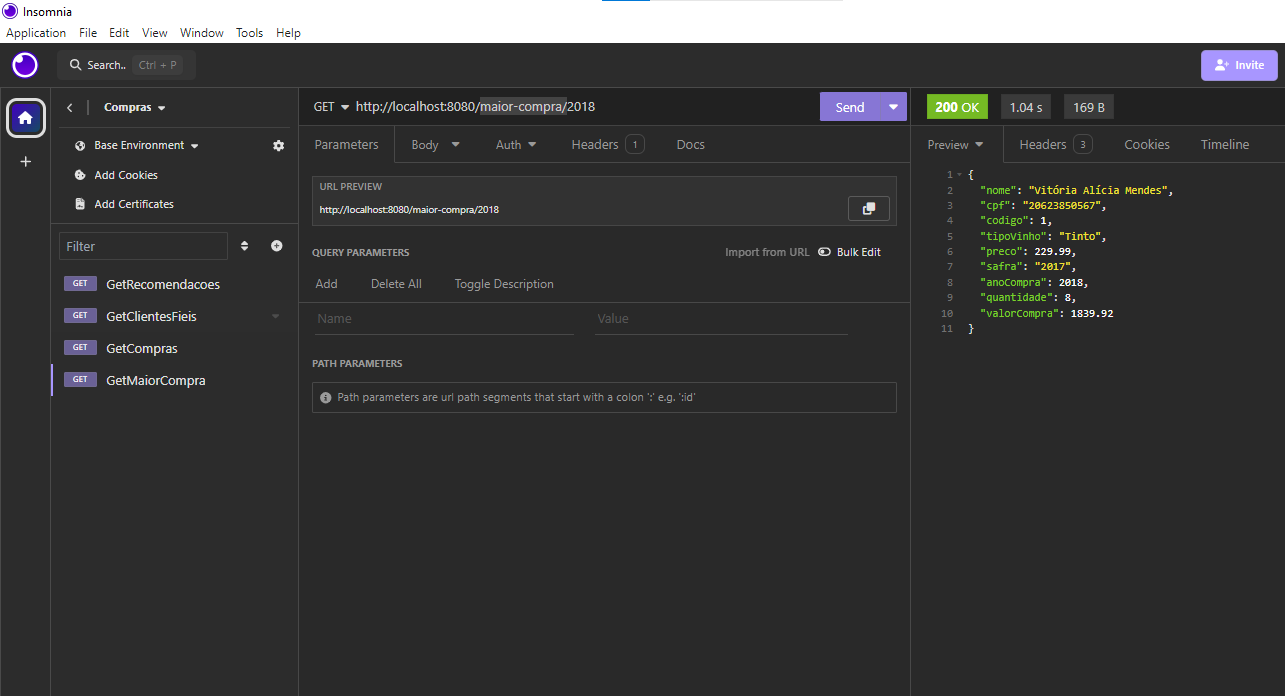 Insomnia
Application File Edit View Window Tools Help
Search.. Ctrl + P
Invite
Compras
Base Environment
Add Cookies
Add Certificates
Filter
GET GetRecomendacoes
GET GetClientesFieis
GET GetCompras
GET GetMaiorCompra
GET http://localhost:8080/maior-compra/2018
Send
Parameters Body Auth Headers 1 Docs
URL PREVIEW
http://localhost:8080/maior-compra/2018
QUERY PARAMETERS
Import from URL Bulk Edit
Add Delete All Toggle Description
Name Value
PATH PARAMETERS
Path parameters are url path segments that start with a colon ':' e.g. ':id'
200 OK 1.04 s 169 B
Preview Headers 3 Cookies Timeline
1 {
2 "nome": "Vitória Alícia Mendes",
3 "cpf": "20623850567",
4 "codigo": 1,
5 "tipoVinho": "Tinto",
6 "preco": 229.99,
7 "safra": "2017",
8 "anoCompra": 2018,
9 "quantidade": 8,
10 "valorCompra": 1839.92
11 }